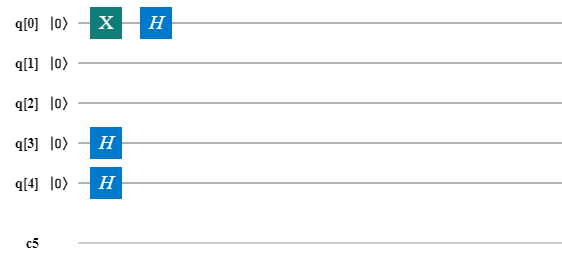 q[0] |0⟩ X H
q[1] |0⟩
q[2] |0⟩
q[3] |0⟩ H
q[4] |0⟩ H
c5